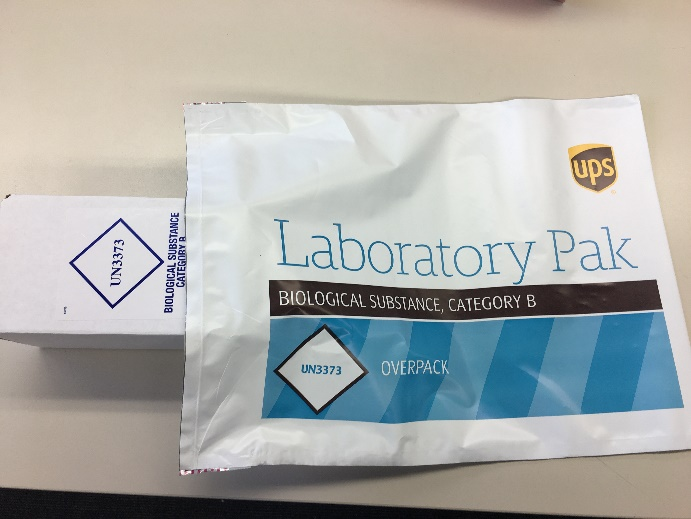 UN3373
BIOLOGICAL SUBSTANCE
CATEGORY B
ups
Laboratory Pak
BIOLOGICAL SUBSTANCE, CATEGORY B
UN3373
OVERPACK